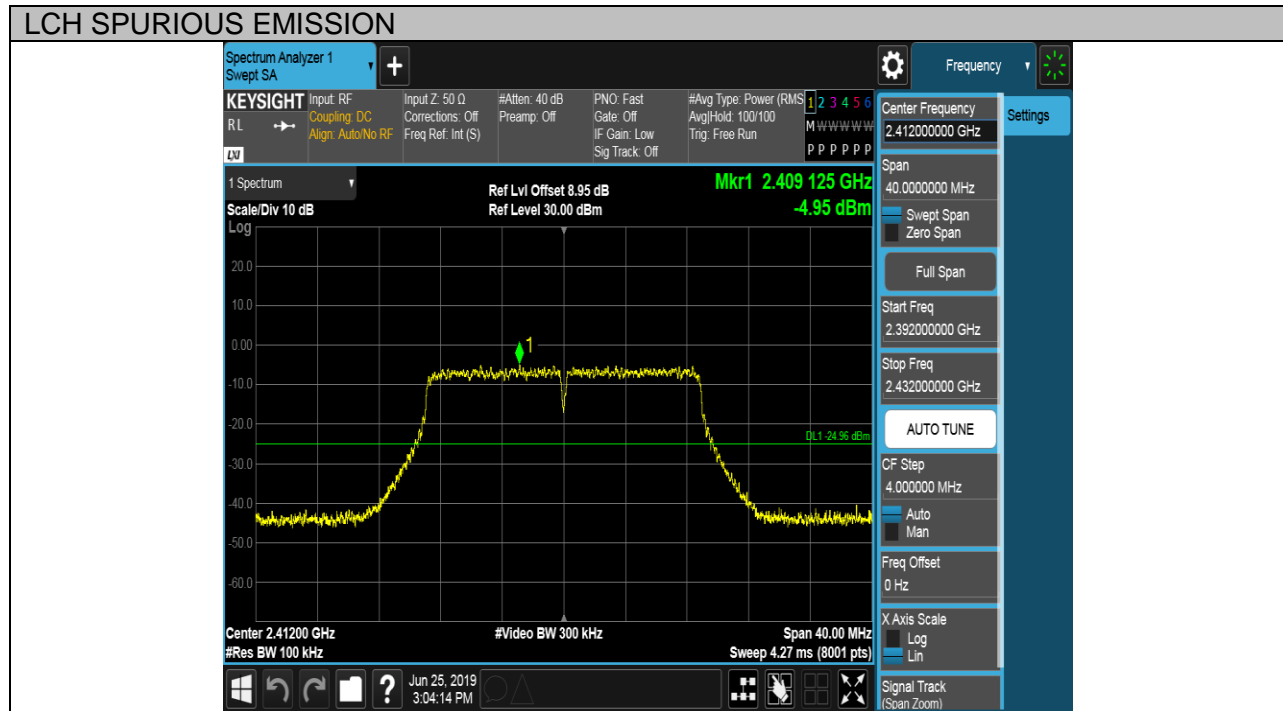 LCH SPURIOUS EMISSION
Spectrum Analyzer 1
Swept SA
+
Frequency
KEYSIGHT
RL
LXI
Input: RF
Coupling: DC
Align: Auto/No RF
Input Z: 50 Ω
Corrections: Off
Freq Ref: Int (S)
#Atten: 40 dB
Preamp: Off
PNO: Fast
Gate: Off
IF Gain: Low
Sig Track: Off
#Avg Type: Power (RMS
Avg|Hold: 100/100
Trig: Free Run
1 2 3 4 5 6
M W W W W W
P P P P P P
1 Spectrum
Scale/Div 10 dB
Log
Ref Lvl Offset 8.95 dB
Ref Level 30.00 dBm
Mkr1 2.409 125 GHz
-4.95 dBm
20.0
10.0
0.00
-10.0
-20.0
-30.0
-40.0
-50.0
-60.0
1
DL1 -24.96 dBm
Center 2.41200 GHz
#Res BW 100 kHz
#Video BW 300 kHz
Span 40.00 MHz
Sweep 4.27 ms (8001 pts)
?
Jun 25, 2019
3:04:14 PM
Center Frequency
2.412000000 GHz
Settings
Span
40.0000000 MHz
Swept Span
Zero Span
Full Span
Start Freq
2.392000000 GHz
Stop Freq
2.432000000 GHz
AUTO TUNE
CF Step
4.000000 MHz
Auto
Man
Freq Offset
0 Hz
X Axis Scale
Log
Lin
Signal Track
(Span Zoom)